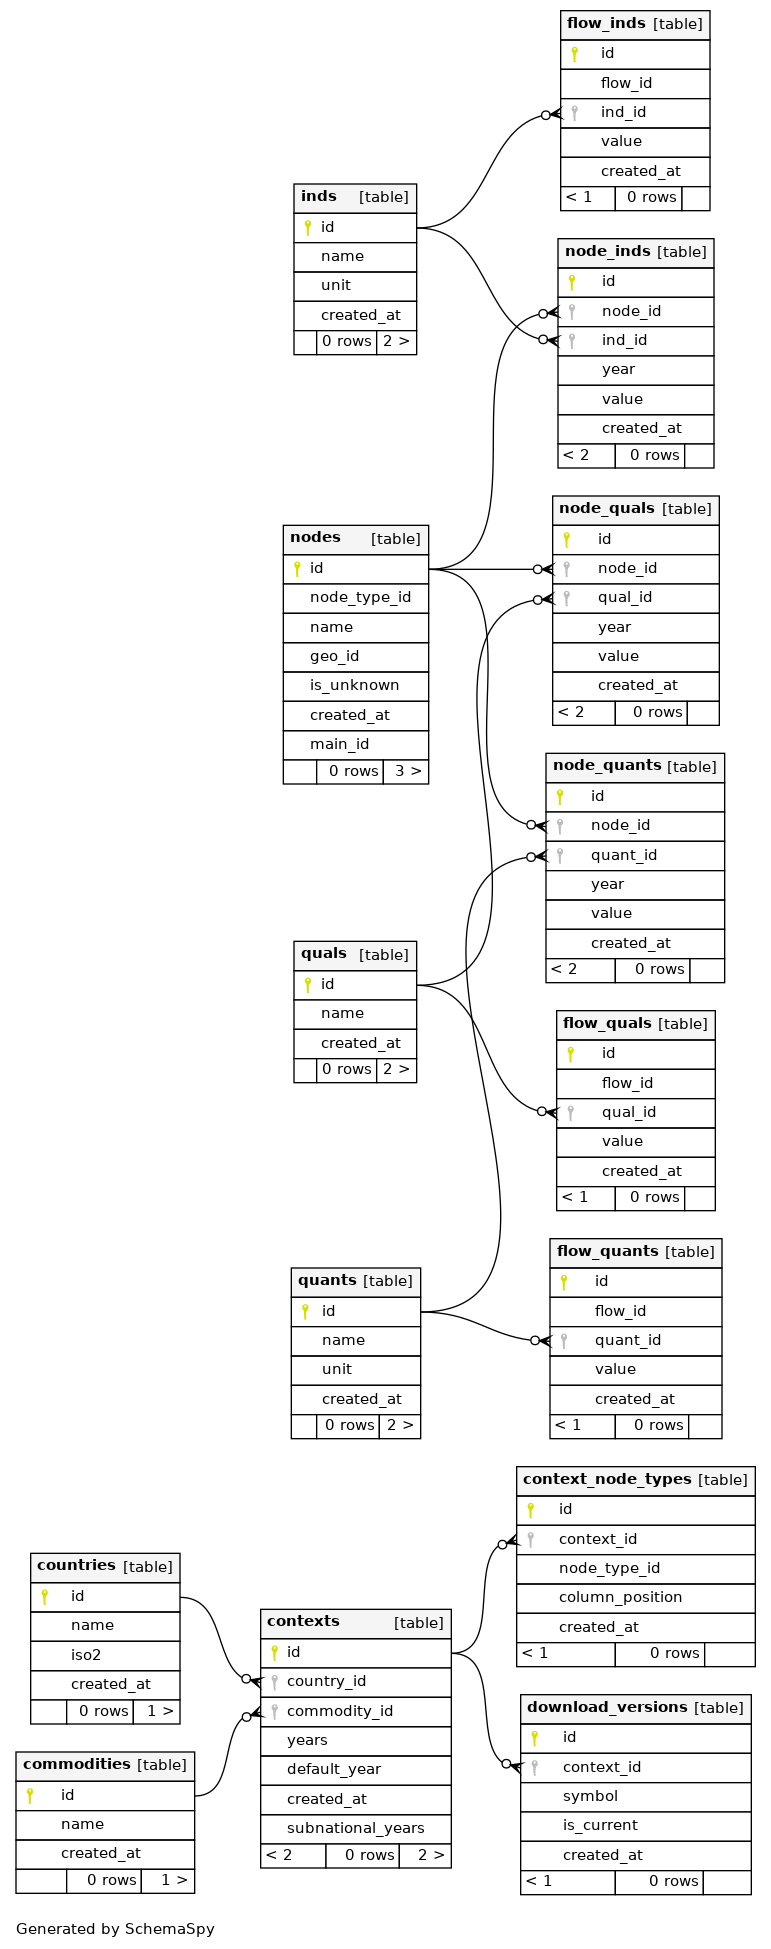 flow_inds [table]
id
flow_id
ind_id
value
created_at
< 1 0 rows
inds [table]
id
name
unit
created_at
0 rows 2 >
node_inds [table]
id
node_id
ind_id
year
value
created_at
< 2 0 rows
nodes [table]
id
node_type_id
name
geo_id
is_unknown
created_at
main_id
0 rows 3 >
node_quals [table]
id
node_id
qual_id
year
value
created_at
< 2 0 rows
node_quants [table]
id
node_id
quant_id
year
value
created_at
< 2 0 rows
quals [table]
id
name
created_at
0 rows 2 >
flow_quals [table]
id
flow_id
qual_id
value
created_at
< 1 0 rows
quants [table]
id
name
unit
created_at
0 rows 2 >
flow_quants [table]
id
flow_id
quant_id
value
created_at
< 1 0 rows
context_node_types [table]
id
context_id
node_type_id
column_position
created_at
< 1 0 rows
countries [table]
id
name
iso2
created_at
0 rows 1 >
contexts [table]
id
country_id
commodity_id
years
default_year
created_at
subnational_years
< 2 0 rows 2 >
download_versions [table]
id
context_id
symbol
is_current
created_at
< 1 0 rows
commodities [table]
id
name
created_at
0 rows 1 >
Generated by SchemaSpy